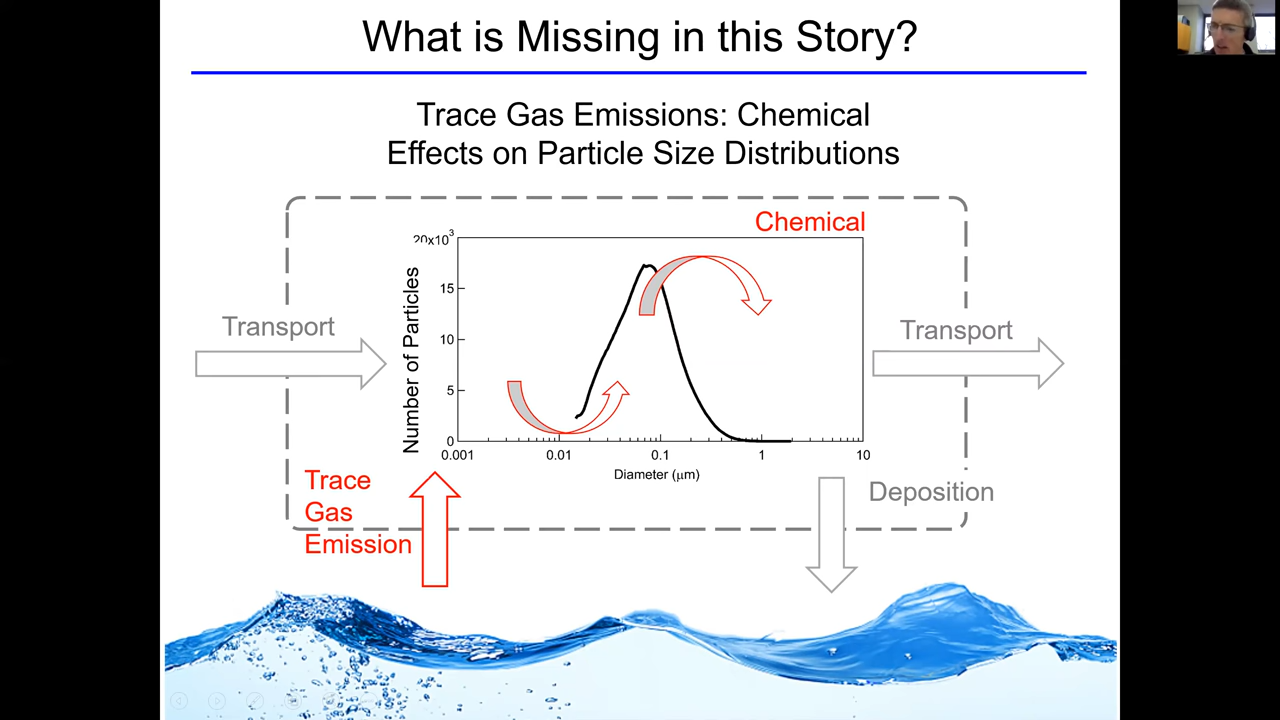 What is Missing in this Story?
Trace Gas Emissions: Chemical
Effects on Particle Size Distributions
Chemical
20x10³
15
10
5
0
Number of Particles
0.001
0.01
0.1
1
10
Diameter (μm)
Transport
Transport
Trace
Gas
Emission
Deposition